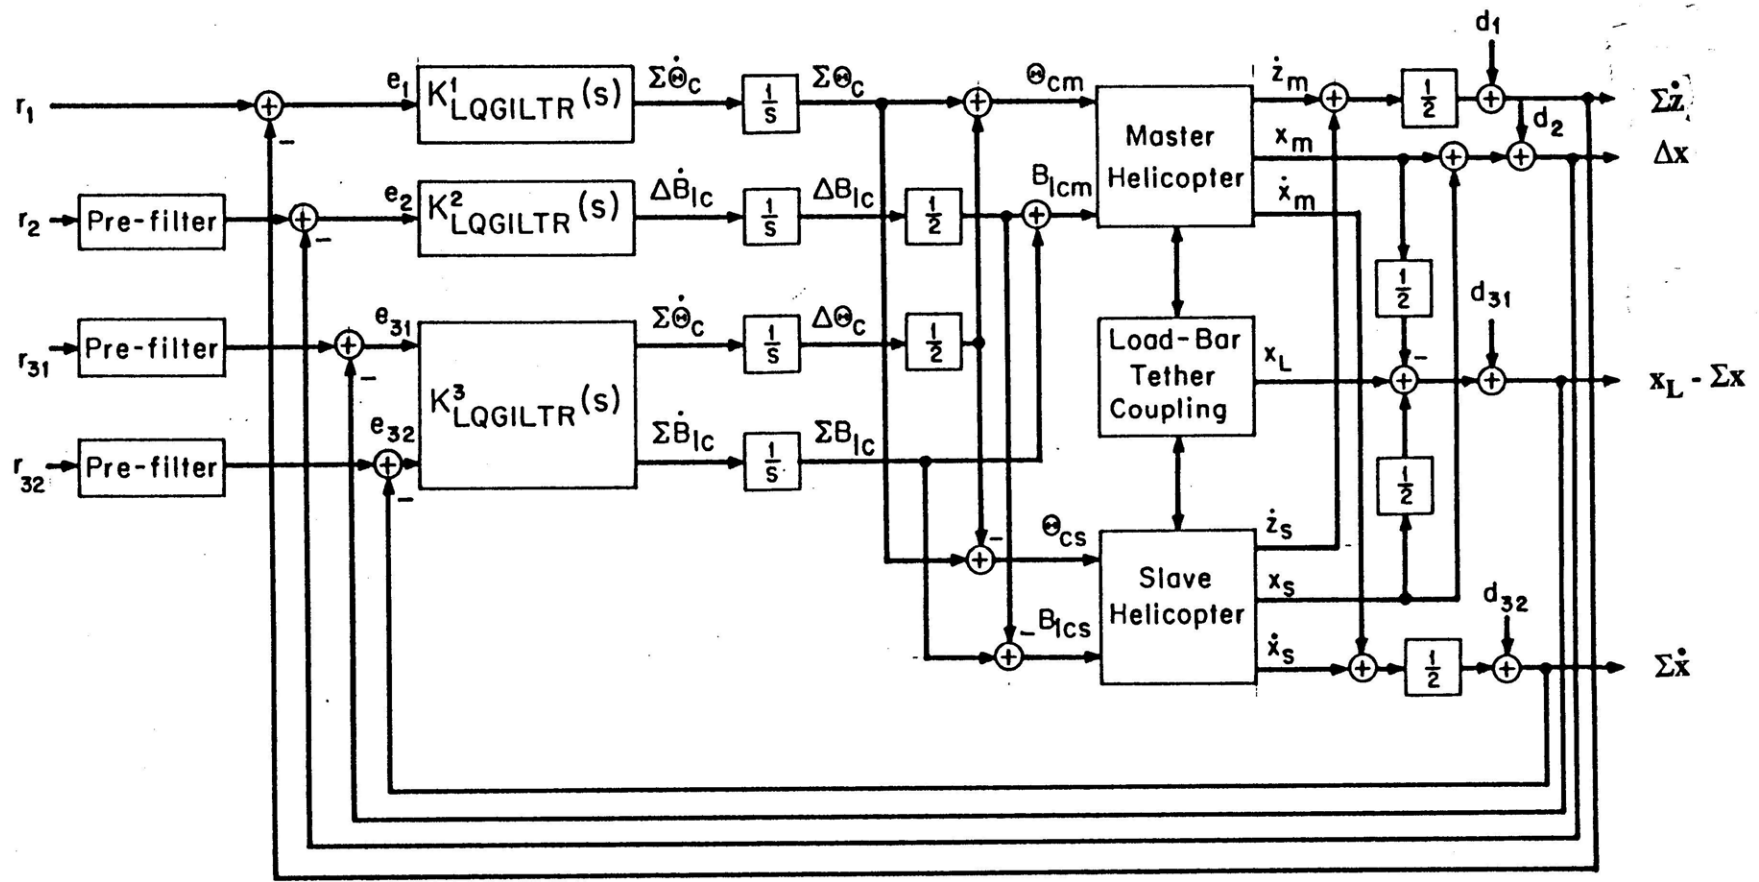 r₁
e₁
K¹LQGILTR(s)
ΣΘ̇c
1/s
ΣΘc
Θcm
Master
Helicopter
żm
xm
ẋm
1/2
d₁
Σż
d₂
Δx
r₂
Pre-filter
e₂
K²LQGILTR(s)
ΔḂ₁c
1/s
ΔB₁c
1/2
B₁cm
r₃₁
Pre-filter
e₃₁
K³LQGILTR(s)
ΣΘ̇c
1/s
ΔΘc
1/2
Load-Bar
Tether
Coupling
xL
1/2
d₃₁
xL - Σx
r₃₂
Pre-filter
e₃₂
ΣḂ₁c
1/s
ΣB₁c
1/2
Θcs
B₁cs
Slave
Helicopter
żs
xs
ẋs
1/2
d₃₂
Σẋ